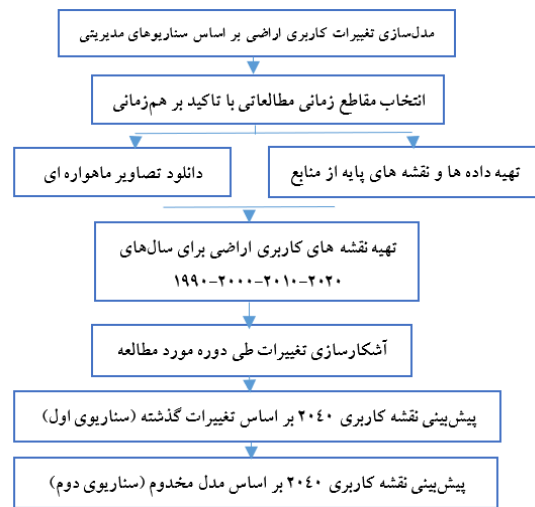 مدل‌سازی تغییرات کاربری اراضی بر اساس سناریوهای مدیریتی
انتخاب مقاطع زمانی مطالعاتی با تاکید بر هم‌زمانی
تهیه داده ها و نقشه های پایه از منابع
دانلود تصاویر ماهواره ای
تهیه نقشه های کاربری اراضی برای سال‌های
۱۹۹۰-۲۰۰۰-۲۰۱۰-۲۰۲۰
آشکارسازی تغییرات طی دوره مورد مطالعه
پیش‌بینی نقشه کاربری ۲۰۴۰ بر اساس تغییرات گذشته (سناریوی اول)
پیش‌بینی نقشه کاربری ۲۰۴۰ بر اساس مدل مخدوم (سناریوی دوم)